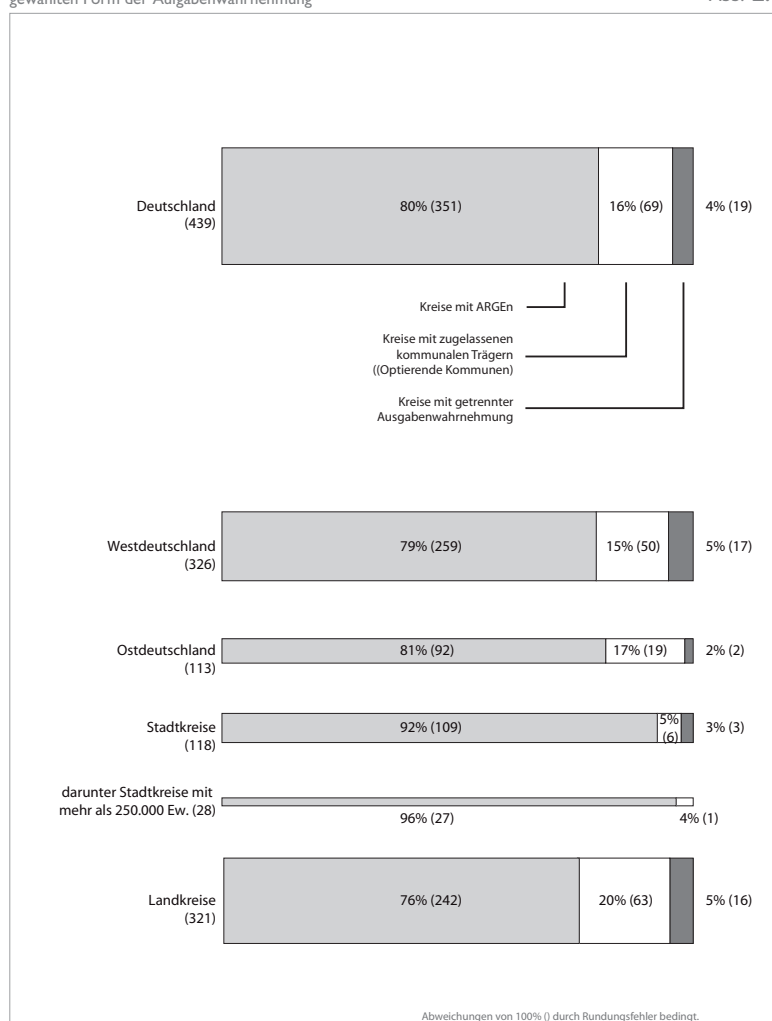 gewählten Form der Aufgabenwahrnehmung
Deutschland
(439)
80% (351)
16% (69)
4% (19)
Kreise mit ARGEn
Kreise mit zugelassenen
kommunalen Trägern
((Optierende Kommunen)
Kreise mit getrennter
Ausgabenwahrnehmung
Westdeutschland
(326)
79% (259)
15% (50)
5% (17)
Ostdeutschland
(113)
81% (92)
17% (19)
2% (2)
Stadtkreise
(118)
92% (109)
5%
(6)
3% (3)
darunter Stadtkreise mit
mehr als 250.000 Ew. (28)
96% (27)
4% (1)
Landkreise
(321)
76% (242)
20% (63)
5% (16)
Abweichungen von 100% () durch Rundungsfehler bedingt.